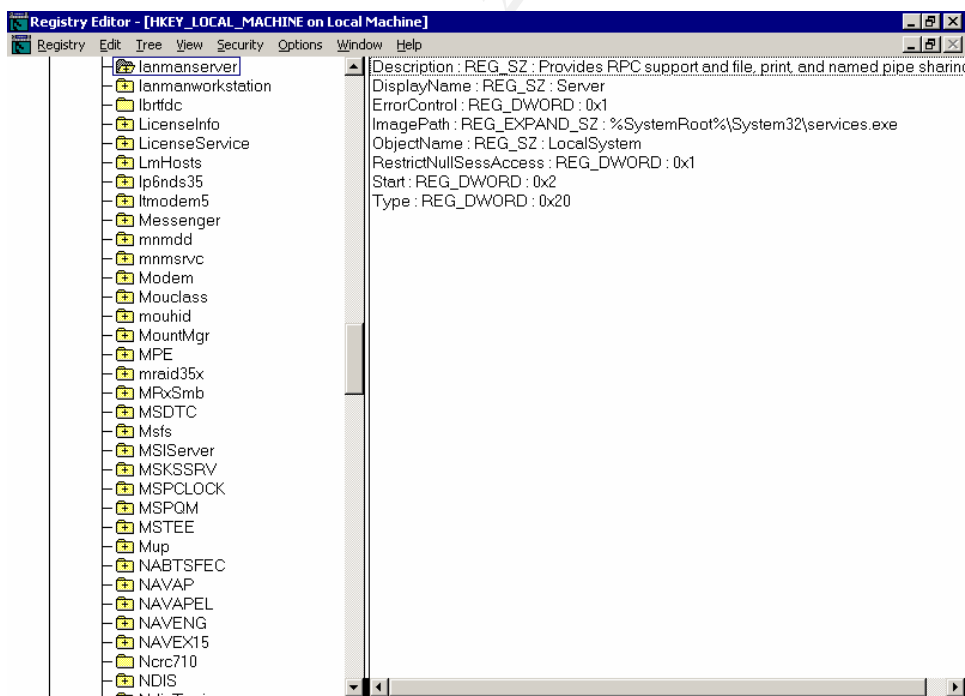 Registry Editor - [HKEY_LOCAL_MACHINE on Local Machine]
Registry Edit Tree View Security Options Window Help
lanmanserver
lanmanworkstation
lbrtfdc
LicenseInfo
LicenseService
LmHosts
lp6nds35
ltmodem5
Messenger
mnmdd
mnmsrvc
Modem
Mouclass
mouhid
MountMgr
MPE
mraid35x
MRxSmb
MSDTC
Msfs
MSIServer
MSKSSRV
MSPCLOCK
MSPQM
MSTEE
Mup
NABTSFEC
NAVAP
NAVAPEL
NAVENG
NAVEX15
Ncrc710
NDIS
Description : REG_SZ : Provides RPC support and file, print, and named pipe sharing
DisplayName : REG_SZ : Server
ErrorControl : REG_DWORD : 0x1
ImagePath : REG_EXPAND_SZ : %SystemRoot%\System32\services.exe
ObjectName : REG_SZ : LocalSystem
RestrictNullSessAccess : REG_DWORD : 0x1
Start : REG_DWORD : 0x2
Type : REG_DWORD : 0x20